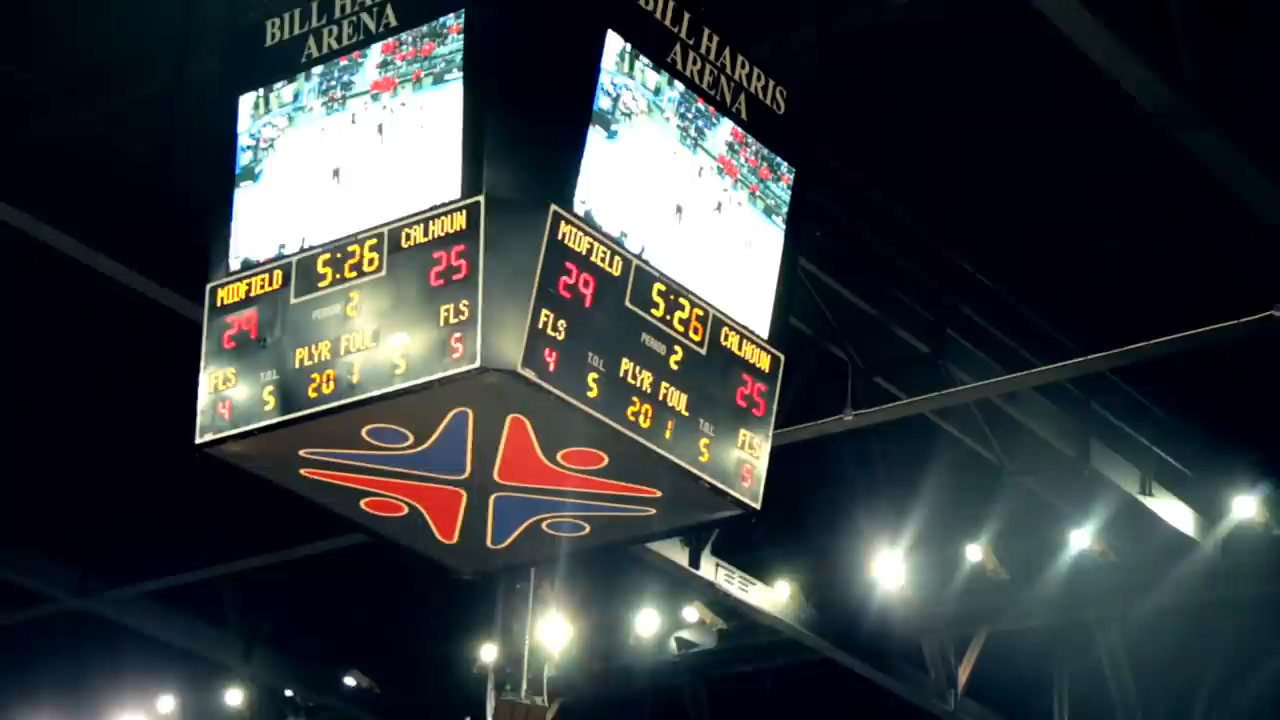 BILL HA
ARENA
MIDFIELD 5:26 CALHOUN
29 25
PERIOD 2
FLS PLYR FOUL FLS
4 T.O.L. 5 20 1 5 5
BILL HARRIS
ARENA
MIDFIELD 5:26 CALHOUN
29 25
PERIOD 2
FLS PLYR FOUL FLS
4 T.O.L. 5 20 1 T.O.L. 5 5